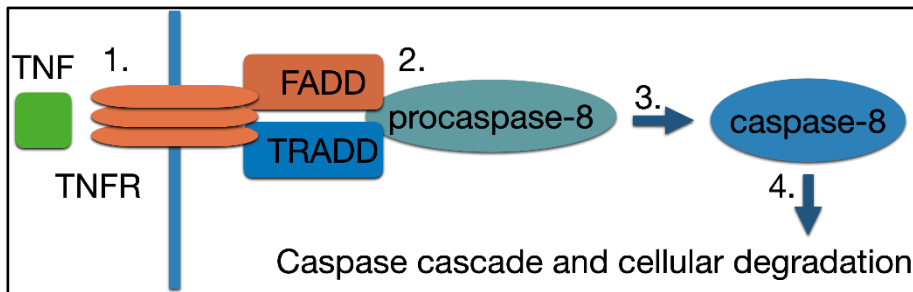 TNF
1.
TNFR
FADD
TRADD
2.
procaspase-8
3.
caspase-8
4.
Caspase cascade and cellular degradation